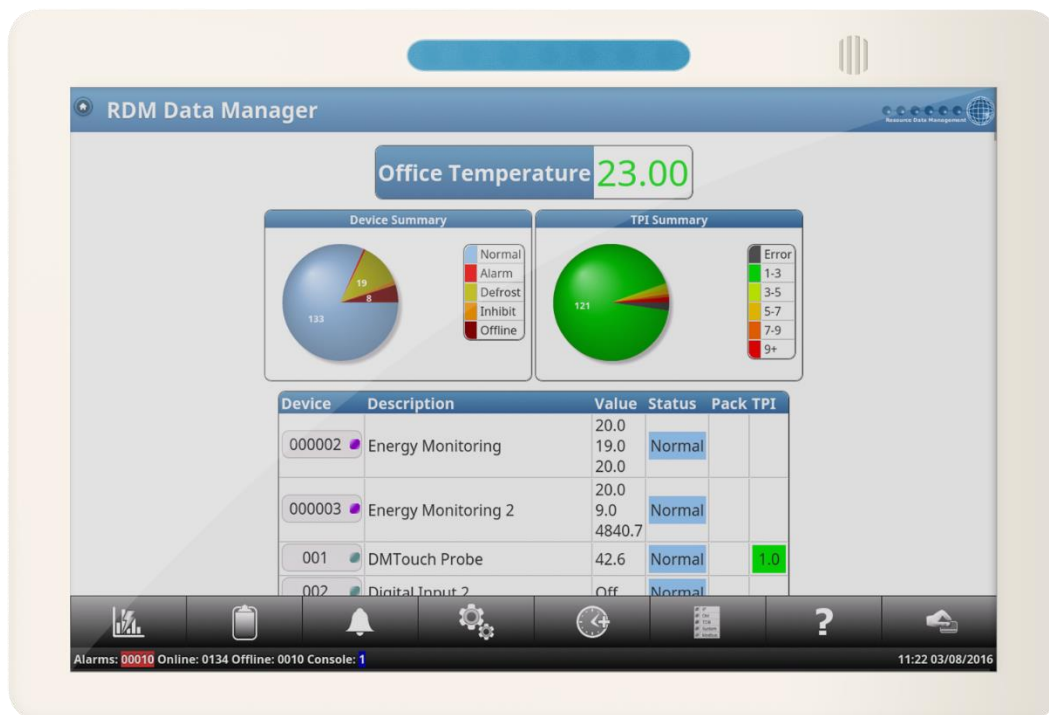 RDM Data Manager
Resource Data Management
Office Temperature 23.00
Device Summary
19
8
133
Normal
Alarm
Defrost
Inhibit
Offline
TPI Summary
121
Error
1-3
3-5
5-7
7-9
9+
Device Description Value Status Pack TPI
000002 Energy Monitoring 20.0 19.0 20.0 Normal
000003 Energy Monitoring 2 20.0 9.0 4840.7 Normal
001 DMTouch Probe 42.6 Normal 1.0
002 Digital Input 2 Off Normal
?
Alarms: 00010 Online: 0134 Offline: 0010 Console: 1 11:22 03/08/2016